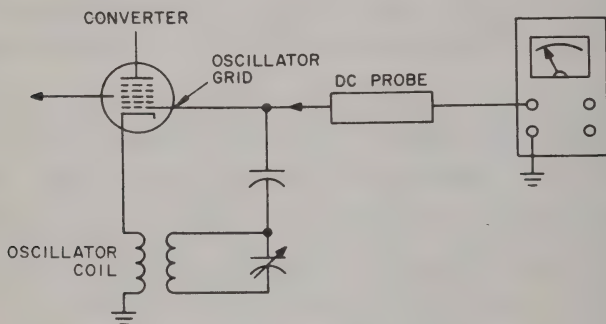 CONVERTER
OSCILLATOR
GRID
DC PROBE
OSCILLATOR
COIL